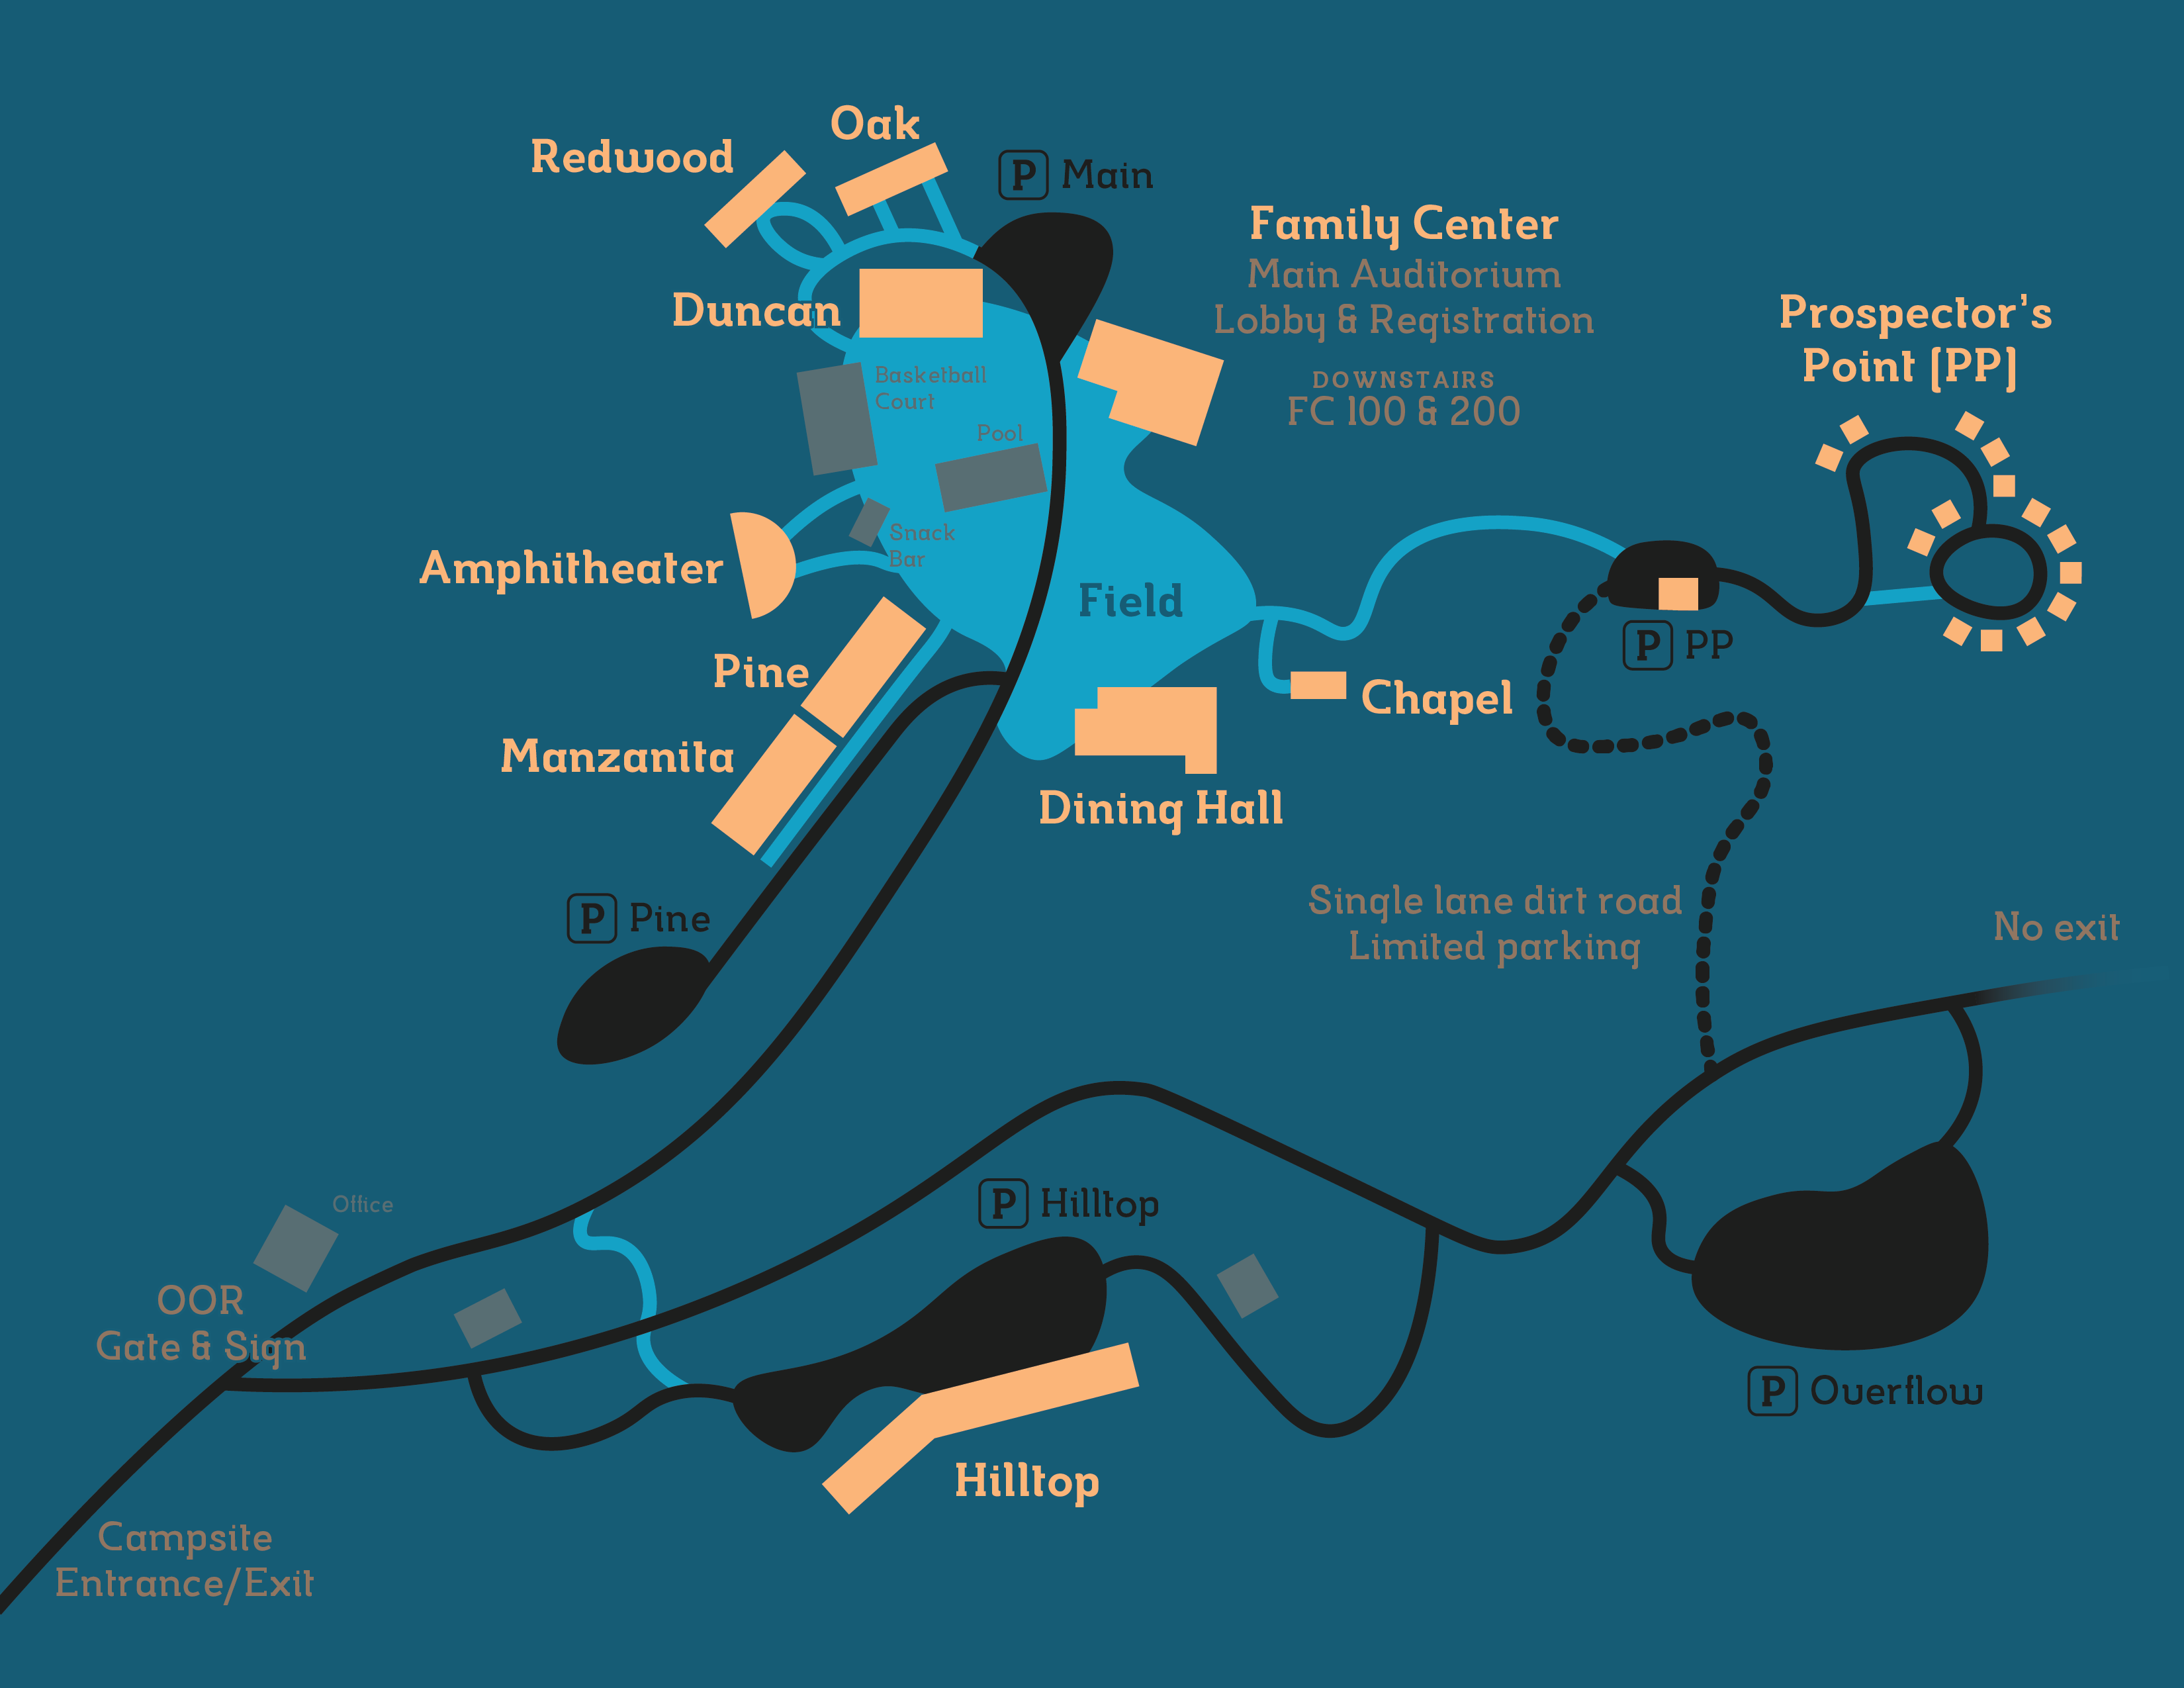 Oak
Redwood
P Main
Family Center
Main Auditorium
Lobby & Registration
DOWNSTAIRS
FC 100 & 200
Duncan
Prospector's
Point (PP)
Basketball
Court
Pool
Snack
Bar
Amphitheater
Field
P PP
Pine
Chapel
Manzanita
Dining Hall
P Pine
Single lane dirt road
Limited parking
No exit
Office
P Hilltop
OOR
Gate & Sign
P Overflow
Hilltop
Campsite
Entrance/Exit